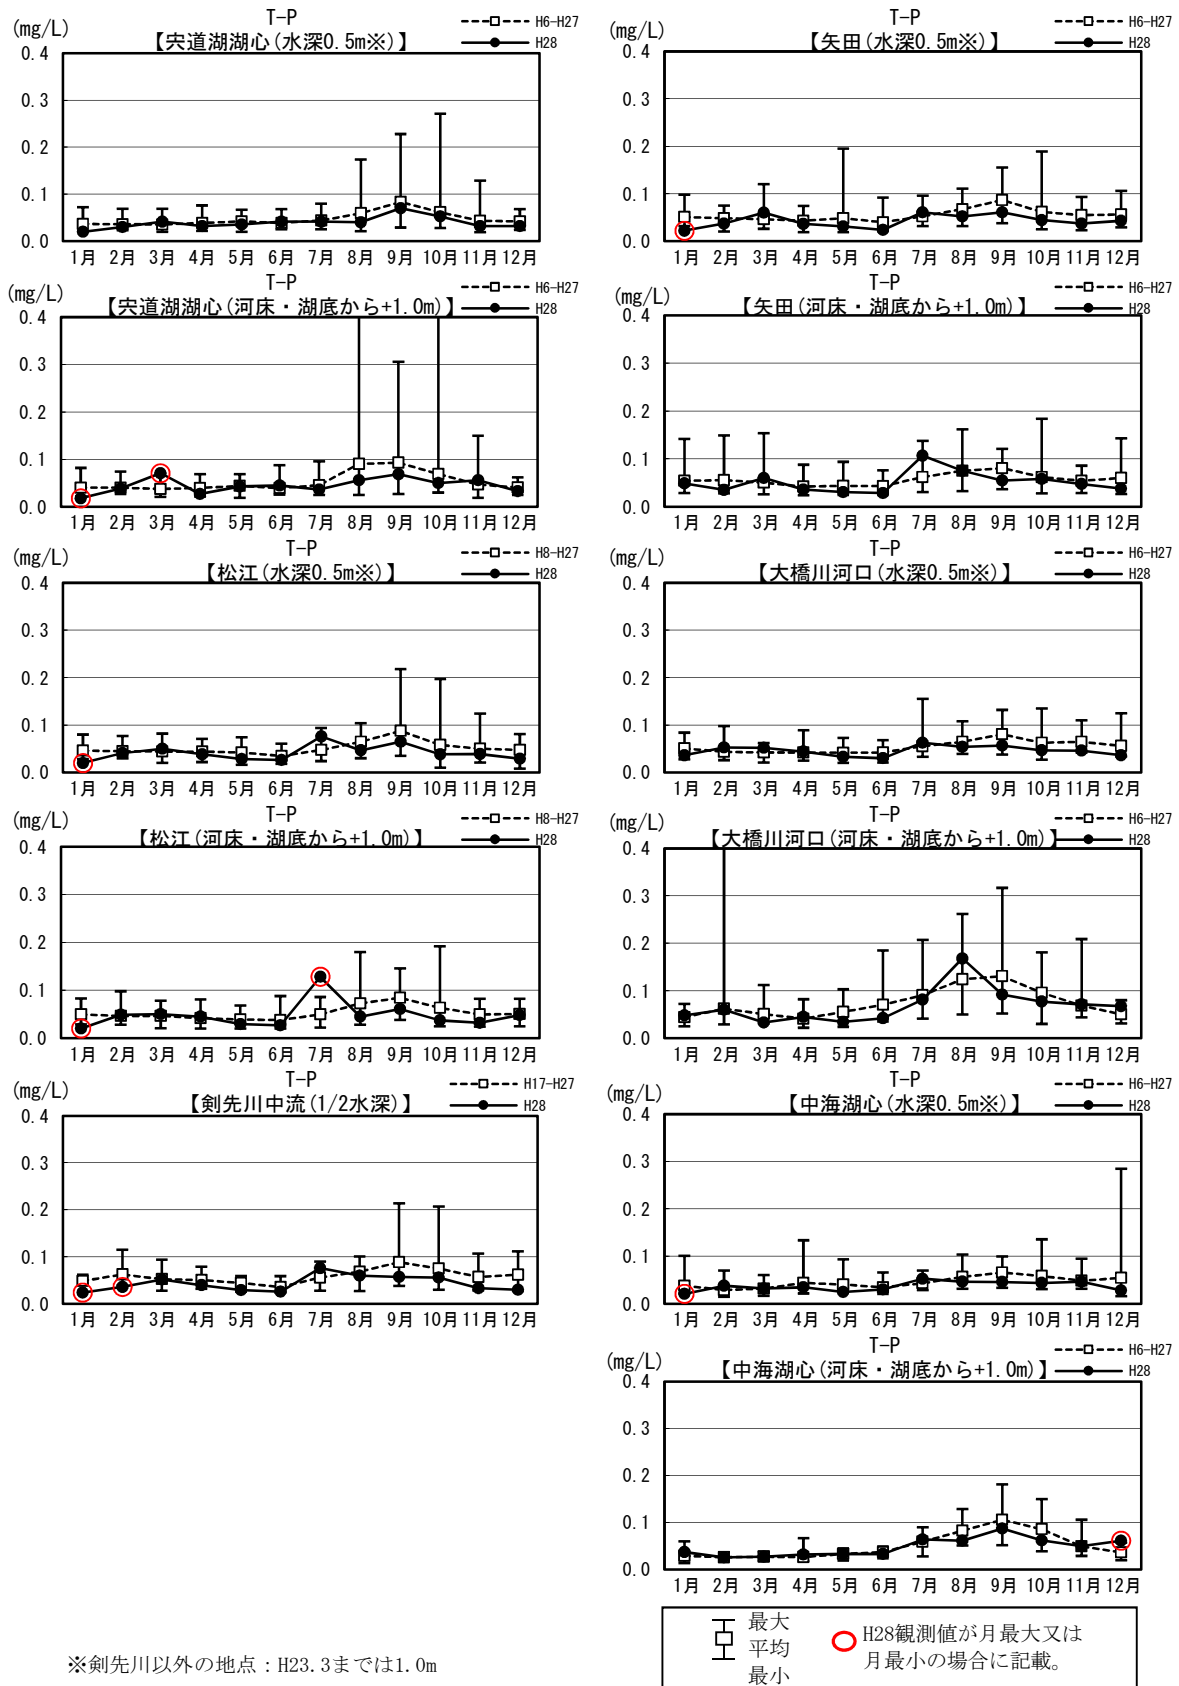 T-P
(mg/L)
【宍道湖湖心(水深0.5m※)】
H6-H27
H28
0.4
0.3
0.2
0.1
0.0
1月 2月 3月 4月 5月 6月 7月 8月 9月 10月 11月 12月
T-P
【矢田(水深0.5m※)】
H6-H27
H28
0.4
0.3
0.2
0.1
0.0
1月 2月 3月 4月 5月 6月 7月 8月 9月 10月 11月 12月
(mg/L)
【宍道湖湖心(河床・湖底から+1.0m)】
H6-H27
H28
0.4
0.3
0.2
0.1
0.0
1月 2月 3月 4月 5月 6月 7月 8月 9月 10月 11月 12月
【矢田(河床・湖底から+1.0m)】
H6-H27
H28
0.4
0.3
0.2
0.1
0.0
1月 2月 3月 4月 5月 6月 7月 8月 9月 10月 11月 12月
T-P
(mg/L)
【松江(水深0.5m※)】
H8-H27
H28
0.4
0.3
0.2
0.1
0.0
1月 2月 3月 4月 5月 6月 7月 8月 9月 10月 11月 12月
T-P
【大橋川河口(水深0.5m※)】
H6-H27
H28
0.4
0.3
0.2
0.1
0.0
1月 2月 3月 4月 5月 6月 7月 8月 9月 10月 11月 12月
T-P
(mg/L)
【松江(河床・湖底から+1.0m)】
H8-H27
H28
0.4
0.3
0.2
0.1
0.0
1月 2月 3月 4月 5月 6月 7月 8月 9月 10月 11月 12月
T-P
(mg/L)
【大橋川河口(河床・湖底から+1.0m)】
H6-H27
H28
0.4
0.3
0.2
0.1
0.0
1月 2月 3月 4月 5月 6月 7月 8月 9月 10月 11月 12月
T-P
(mg/L)
【剣先川中流(1/2水深)】
H17-H27
H28
0.4
0.3
0.2
0.1
0.0
1月 2月 3月 4月 5月 6月 7月 8月 9月 10月 11月 12月
T-P
(mg/L)
【中海湖心(水深0.5m※)】
H6-H27
H28
0.4
0.3
0.2
0.1
0.0
1月 2月 3月 4月 5月 6月 7月 8月 9月 10月 11月 12月
T-P
(mg/L)
【中海湖心(河床・湖底から+1.0m)】
H6-H27
H28
0.4
0.3
0.2
0.1
0.0
1月 2月 3月 4月 5月 6月 7月 8月 9月 10月 11月 12月
最大
平均
最小
H28観測値が月最大又は
月最小の場合に記載。
※剣先川以外の地点：H23.3までは1.0m